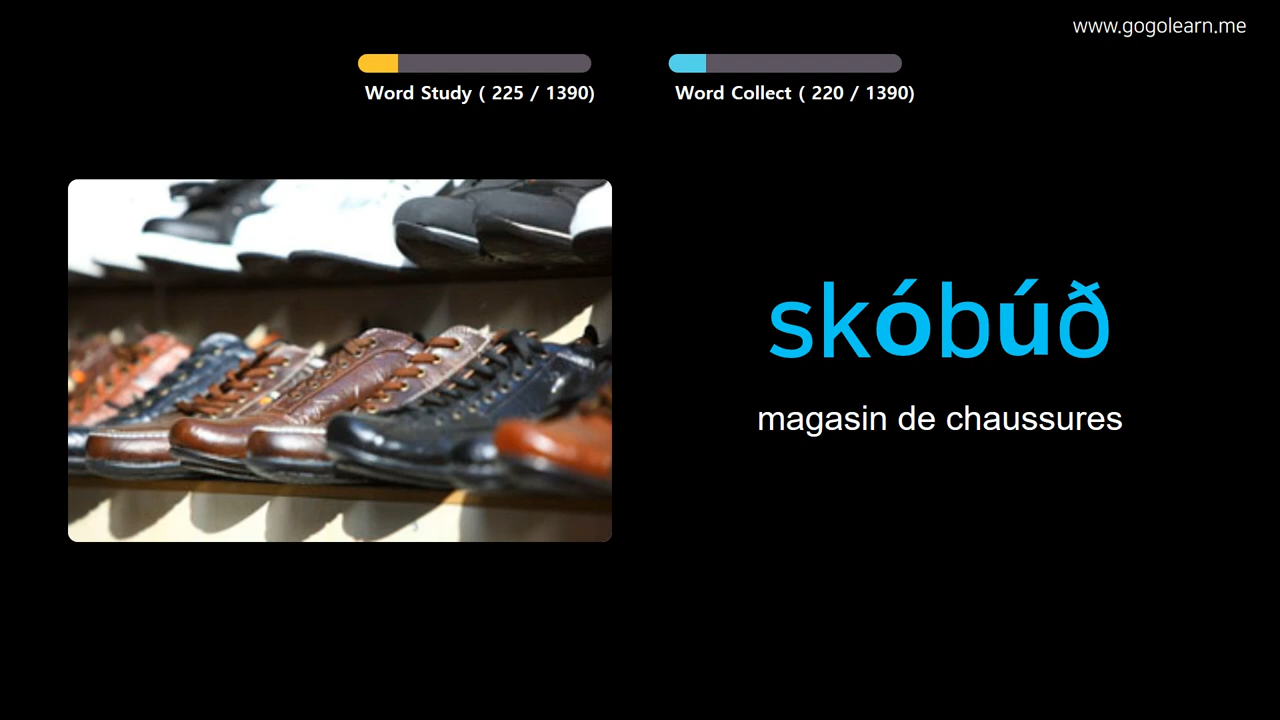 www.gogolearn.me
Word Study ( 225 / 1390)
Word Collect ( 220 / 1390)
skóbúð
magasin de chaussures